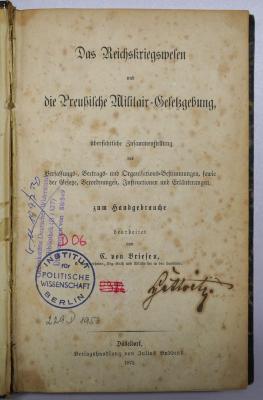 Das Reichskriegswesen
und
die Preußische Militair-Gesetzgebung,
übersichtliche Zusammenstellung
der
Verfassungs-, Vertrags- und Organisations-Bestimmungen, sowie
der Gesetze, Verordnungen, Instructionen und Erläuterungen,
zum Handgebrauche
bearbeitet
von
C. von Briesen,
D 06
INSTITUT
FÜR
POLITISCHE
WISSENSCHAFT
BERLIN
Düsseldorf,
Verlagshandlung von Julius Buddeus.